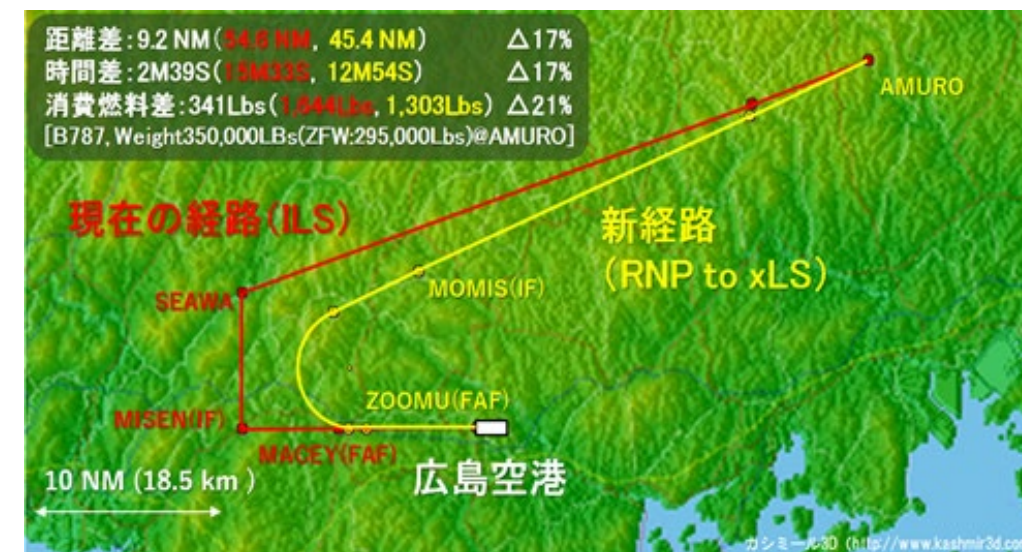 距離差:9.2 NM(54.6 NM, 45.4 NM) △17%
時間差:2M39S(15M33S, 12M54S) △17%
消費燃料差:341Lbs(1,644Lbs, 1,303Lbs) △21%
[B787, Weight350,000LBs(ZFW:295,000Lbs)@AMURO]
AMURO
現在の経路(ILS)
新経路
(RNP to xLS)
MOMIS(IF)
SEAWA
ZOOMU(FAF)
MISEN(IF)
MACEY(FAF)
広島空港
10 NM (18.5 km )
カシミール3D (http://www.kashmir3d.com